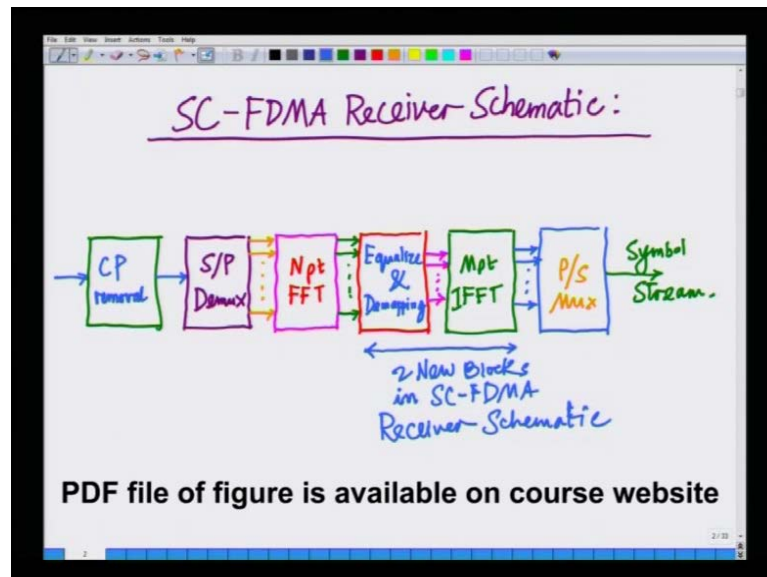 File Edit View Insert Actions Tools Help
SC-FDMA Receiver Schematic:
CP
removal
S/P
Demux
Npt
FFT
Equalize
&
Demapping
Mpt
IFFT
P/S
Mux
Symbol
Stream.
2 New Blocks
in SC-FDMA
Receiver Schematic
PDF file of figure is available on course website
2/33
2